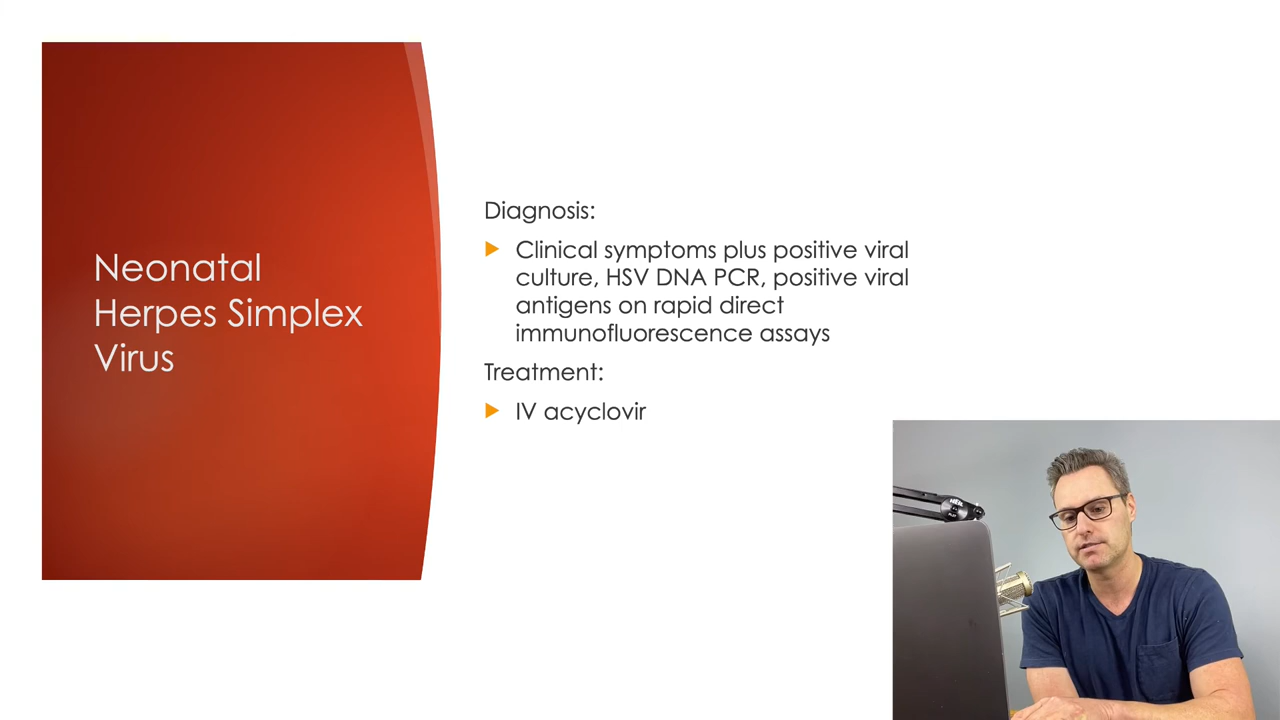 Neonatal
Herpes Simplex
Virus
Diagnosis:
Clinical symptoms plus positive viral
culture, HSV DNA PCR, positive viral
antigens on rapid direct
immunofluorescence assays
Treatment:
IV acyclovir